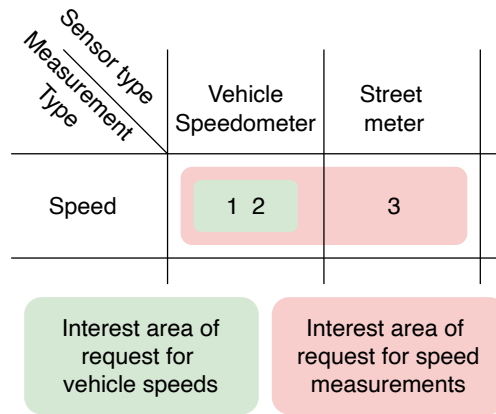 Sensor type
Measurement
Type
Vehicle
Speedometer
Street
meter
Speed
1 2
3
Interest area of
request for
vehicle speeds
Interest area of
request for speed
measurements